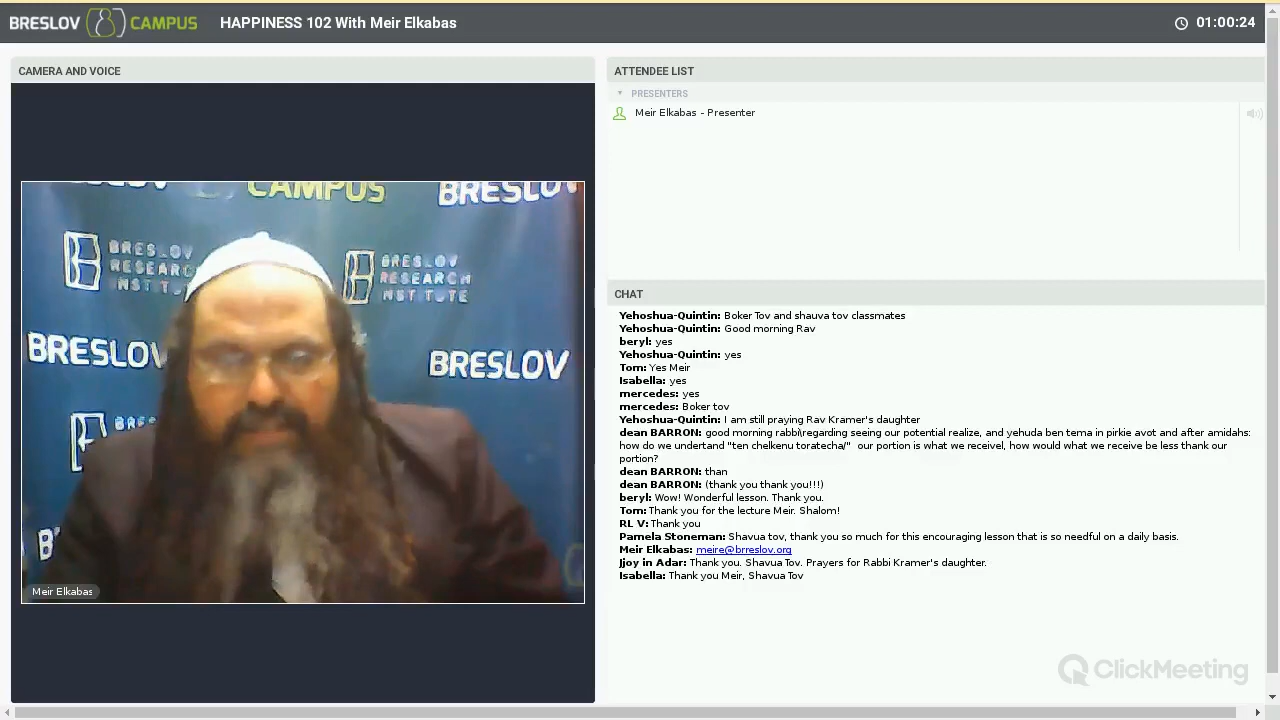 BRESLOV CAMPUS
HAPPINESS 102 With Meir Elkabas
01:00:24
CAMERA AND VOICE
CAMPUS
BRESLOV
BRESLOV
RESEARCH
BRESLOV
RESEARCH
INSTITUTE
BRESLOV
BRESLOV
Meir Elkabas
ATTENDEE LIST
PRESENTERS
Meir Elkabas - Presenter
CHAT
Yehoshua-Quintin: Boker Tov and shauva tov classmates
Yehoshua-Quintin: Good morning Rav
beryl: yes
Yehoshua-Quintin: yes
Tom: Yes Meir
Isabella: yes
mercedes: yes
mercedes: Boker tov
Yehoshua-Quintin: I am still praying Rav Kramer's daughter
dean BARRON: good morning rabbi\regarding seeing our potential realize, and yehuda ben tema in pirkie avot and after amidahs:
how do we undertand "ten chelkenu toratecha/"  our portion is what we receivel, how would what we receive be less thank our
portion?
dean BARRON: than
dean BARRON: (thank you thank you!!!)
beryl: Wow! Wonderful lesson. Thank you.
Tom: Thank you for the lecture Meir. Shalom!
RL V: Thank you
Pamela Stoneman: Shavua tov, thank you so much for this encouraging lesson that is so needful on a daily basis.
Meir Elkabas: meire@brreslov.org
Jjoy in Adar: Thank you. Shavua Tov. Prayers for Rabbi Kramer's daughter.
Isabella: Thank you Meir, Shavua Tov
ClickMeeting